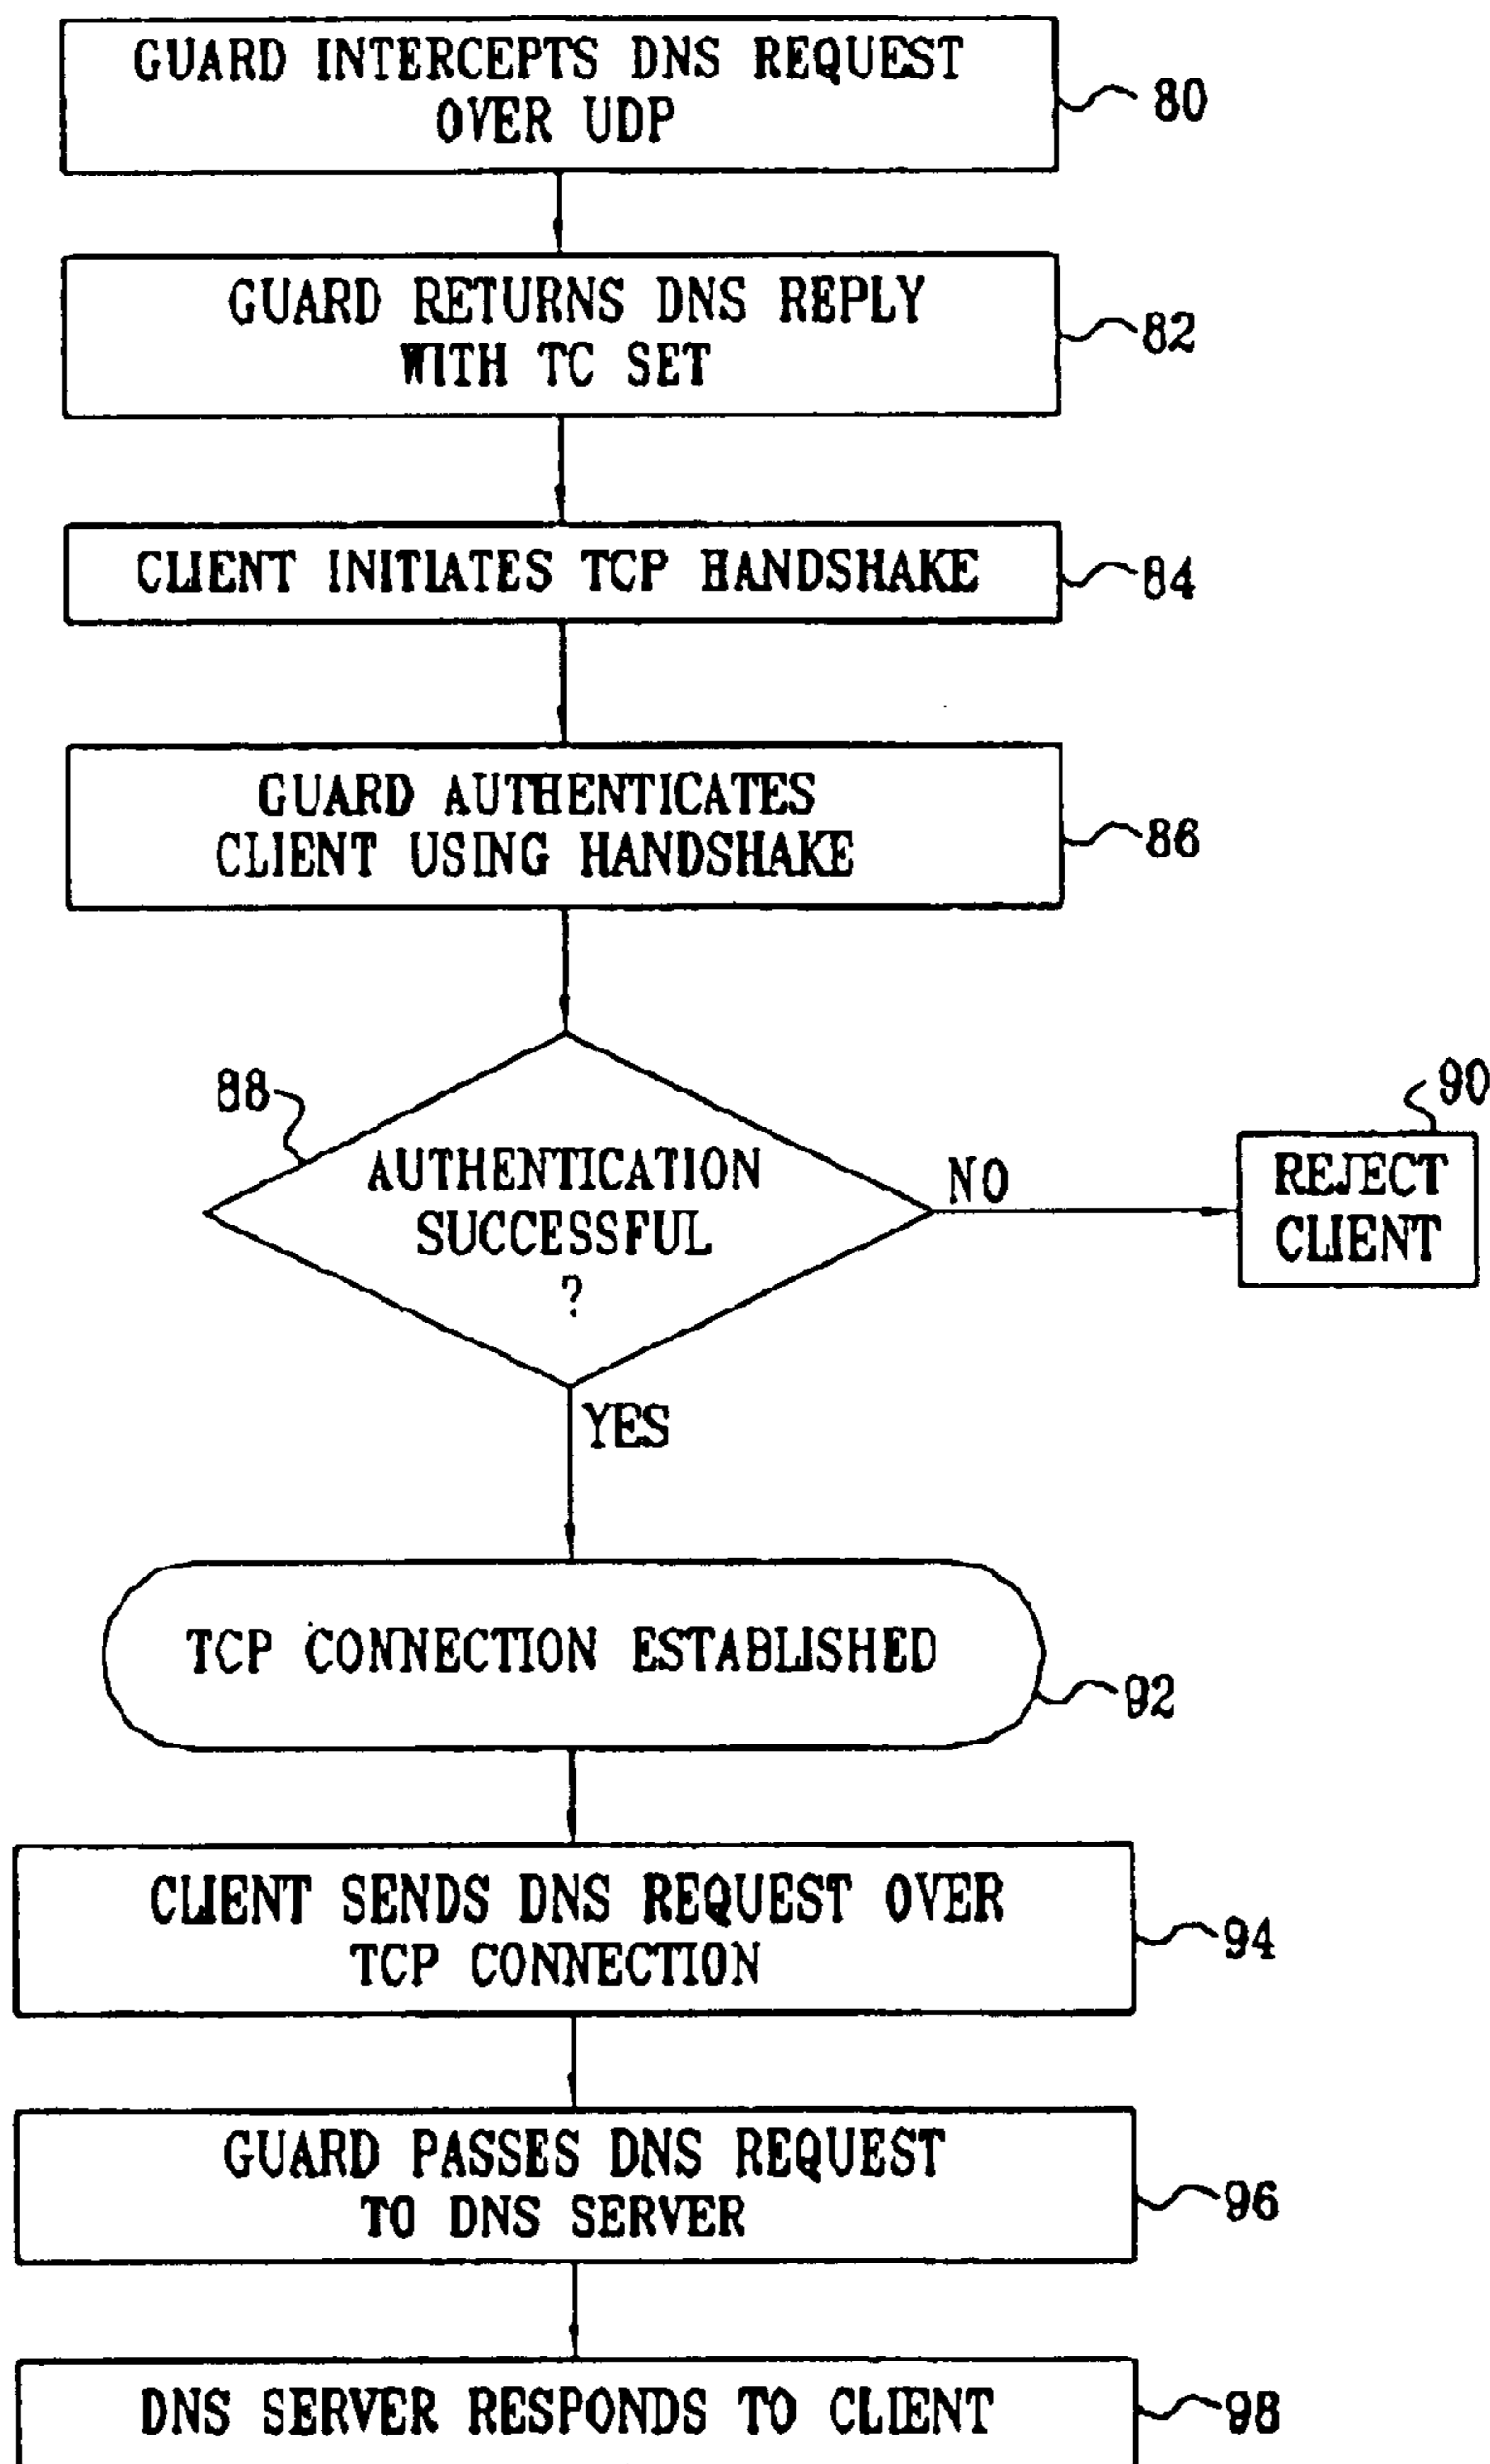 GUARD INTERCEPTS DNS REQUEST
OVER UDP
80
GUARD RETURNS DNS REPLY
WITH TC SET
82
CLIENT INITIATES TCP HANDSHAKE
84
GUARD AUTHENTICATES
CLIENT USING HANDSHAKE
86
88
AUTHENTICATION
SUCCESSFUL
?
NO
90
REJECT
CLIENT
YES
TCP CONNECTION ESTABLISHED
92
CLIENT SENDS DNS REQUEST OVER
TCP CONNECTION
94
GUARD PASSES DNS REQUEST
TO DNS SERVER
96
DNS SERVER RESPONDS TO CLIENT
98